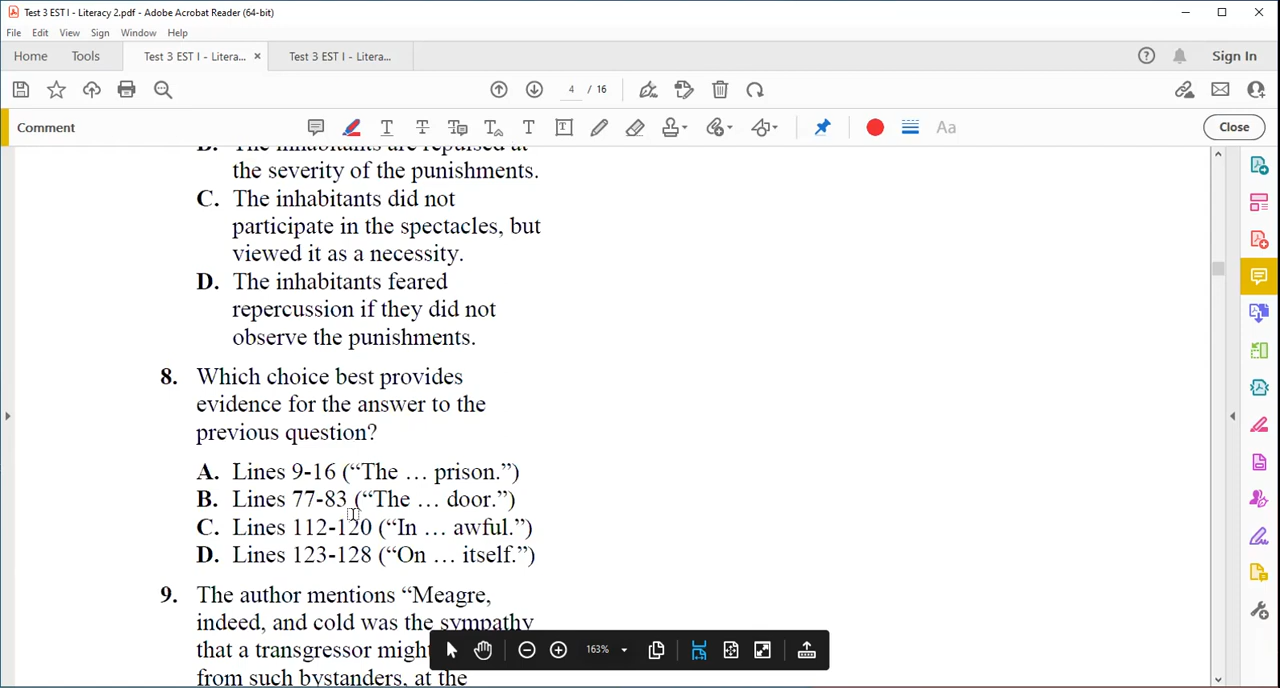 Test 3 EST I - Literacy 2.pdf - Adobe Acrobat Reader (64-bit)
File Edit View Sign Window Help
Home Tools Test 3 EST I - Litera... × Test 3 EST I - Litera... Sign In
4 / 16
Comment Aa Close
B. The inhabitants are repulsed at
the severity of the punishments.
C. The inhabitants did not
participate in the spectacles, but
viewed it as a necessity.
D. The inhabitants feared
repercussion if they did not
observe the punishments.
8. Which choice best provides
evidence for the answer to the
previous question?
A. Lines 9-16 (“The … prison.”)
B. Lines 77-83 (“The … door.”)
C. Lines 112-120 (“In … awful.”)
D. Lines 123-128 (“On … itself.”)
9. The author mentions “Meagre,
indeed, and cold was the sympathy
that a transgressor might
from such bystanders, at the
163%